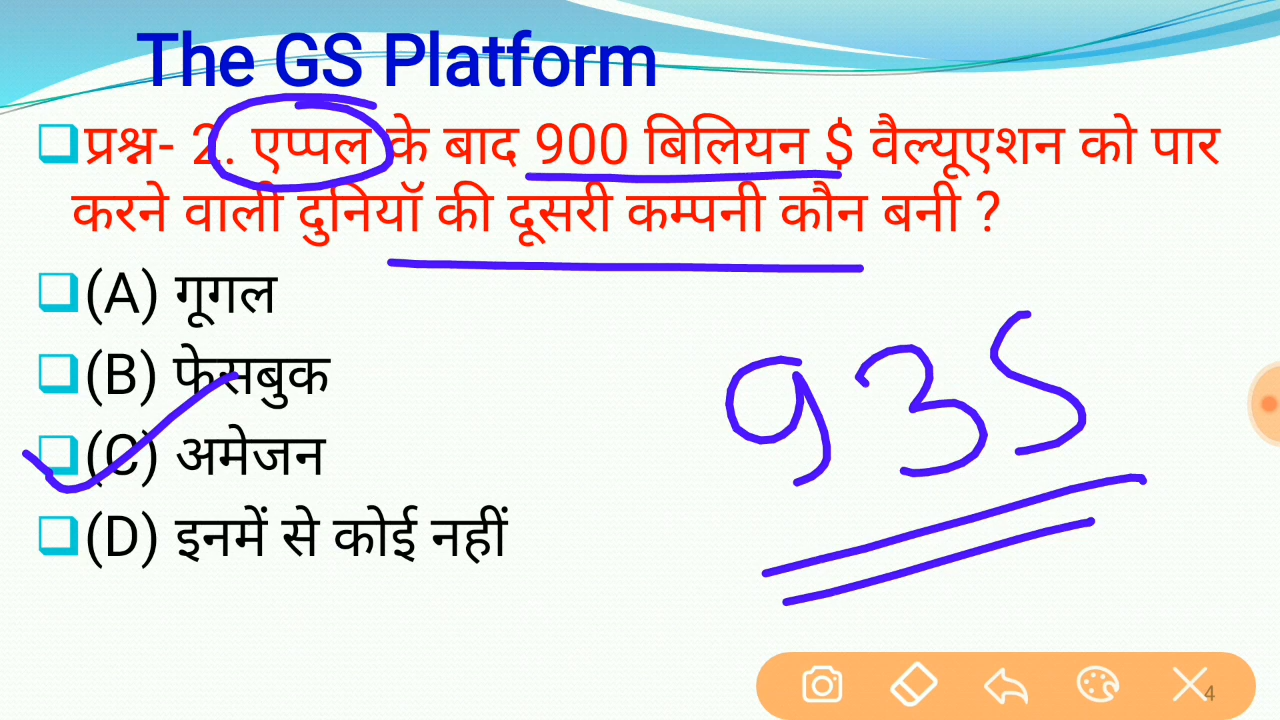 The GS Platform
प्रश्न- 2. एप्पल के बाद 900 बिलियन $ वैल्यूएशन को पार
करने वाली दुनियॉ की दूसरी कम्पनी कौन बनी ?
(A) गूगल
(B) फेसबुक
(C) अमेजन
(D) इनमें से कोई नहीं
935
4